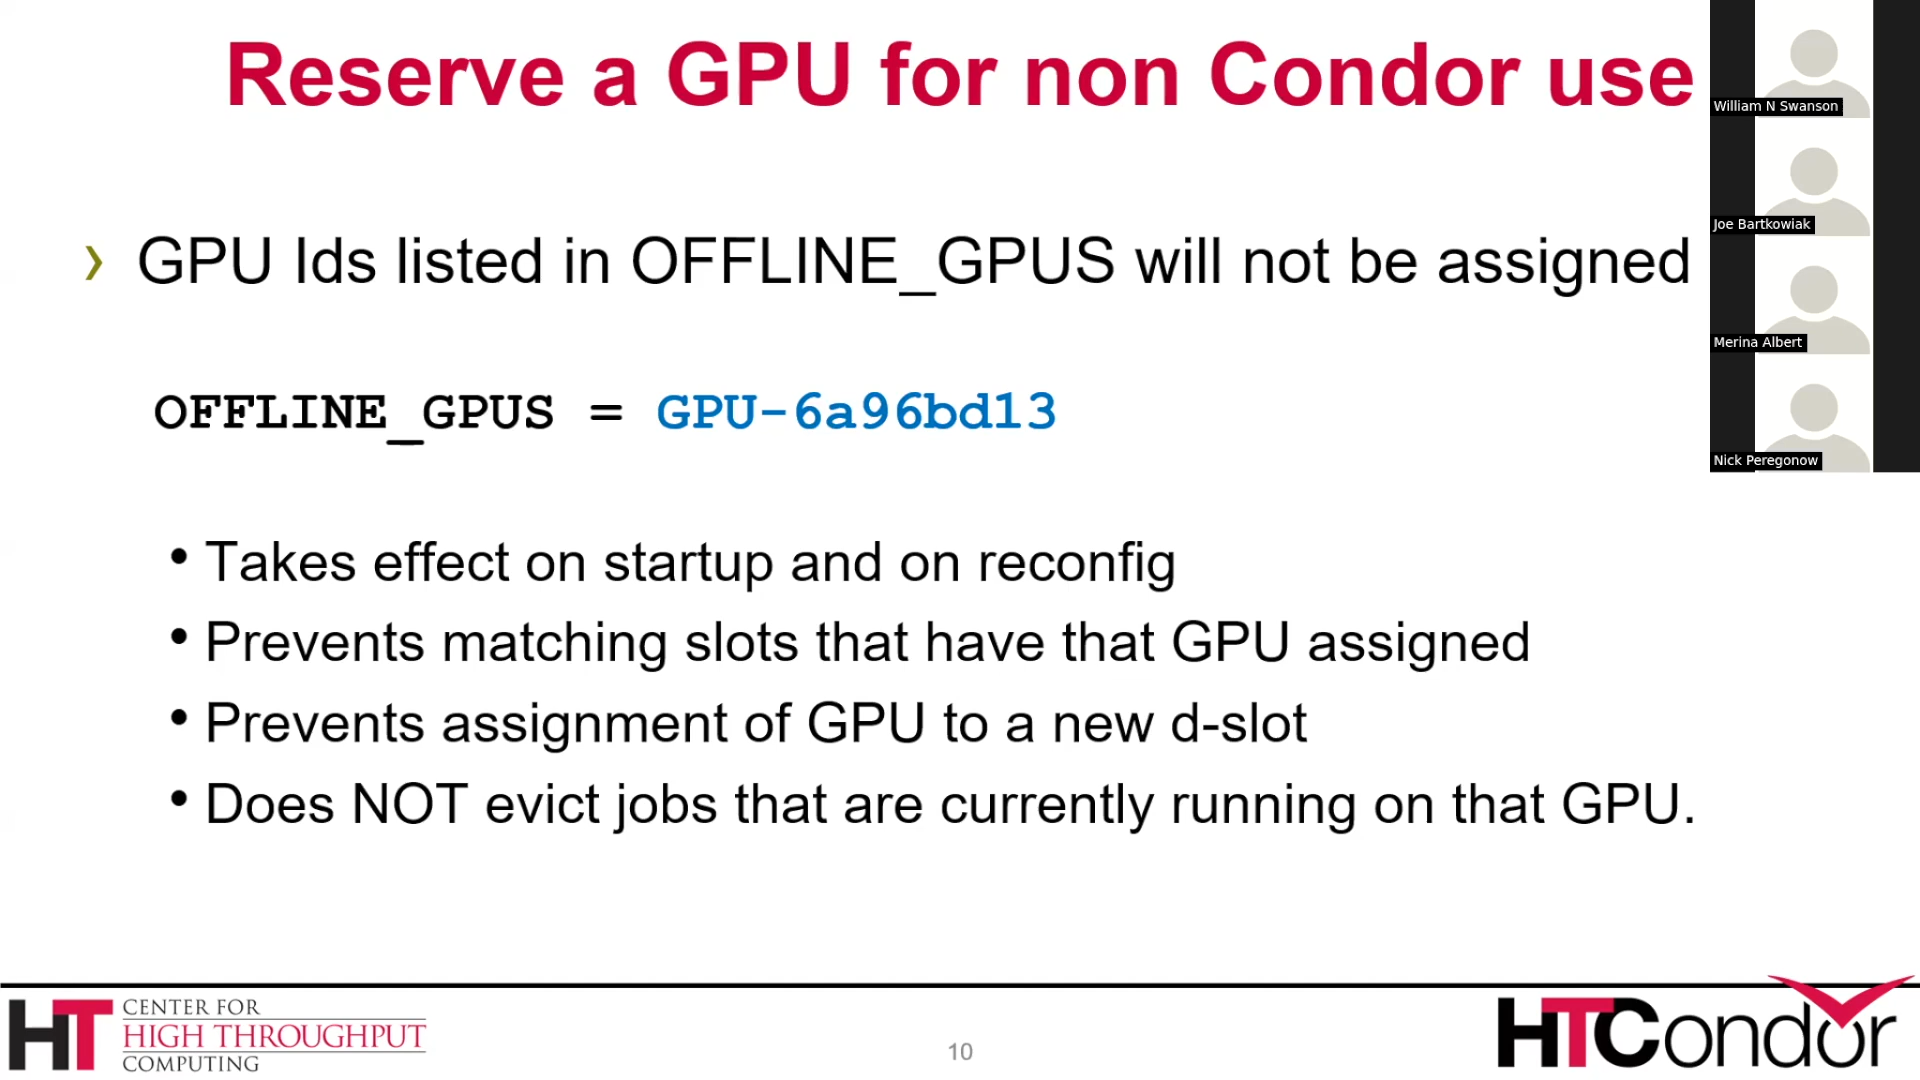 Reserve a GPU for non Condor use
› GPU Ids listed in OFFLINE_GPUS will not be assigned
OFFLINE_GPUS = GPU-6a96bd13
• Takes effect on startup and on reconfig
• Prevents matching slots that have that GPU assigned
• Prevents assignment of GPU to a new d-slot
• Does NOT evict jobs that are currently running on that GPU.
William N Swanson
Joe Bartkowiak
Merina Albert
Nick Peregonow
HT
CENTER FOR
HIGH THROUGHPUT
COMPUTING
10
HTCondor